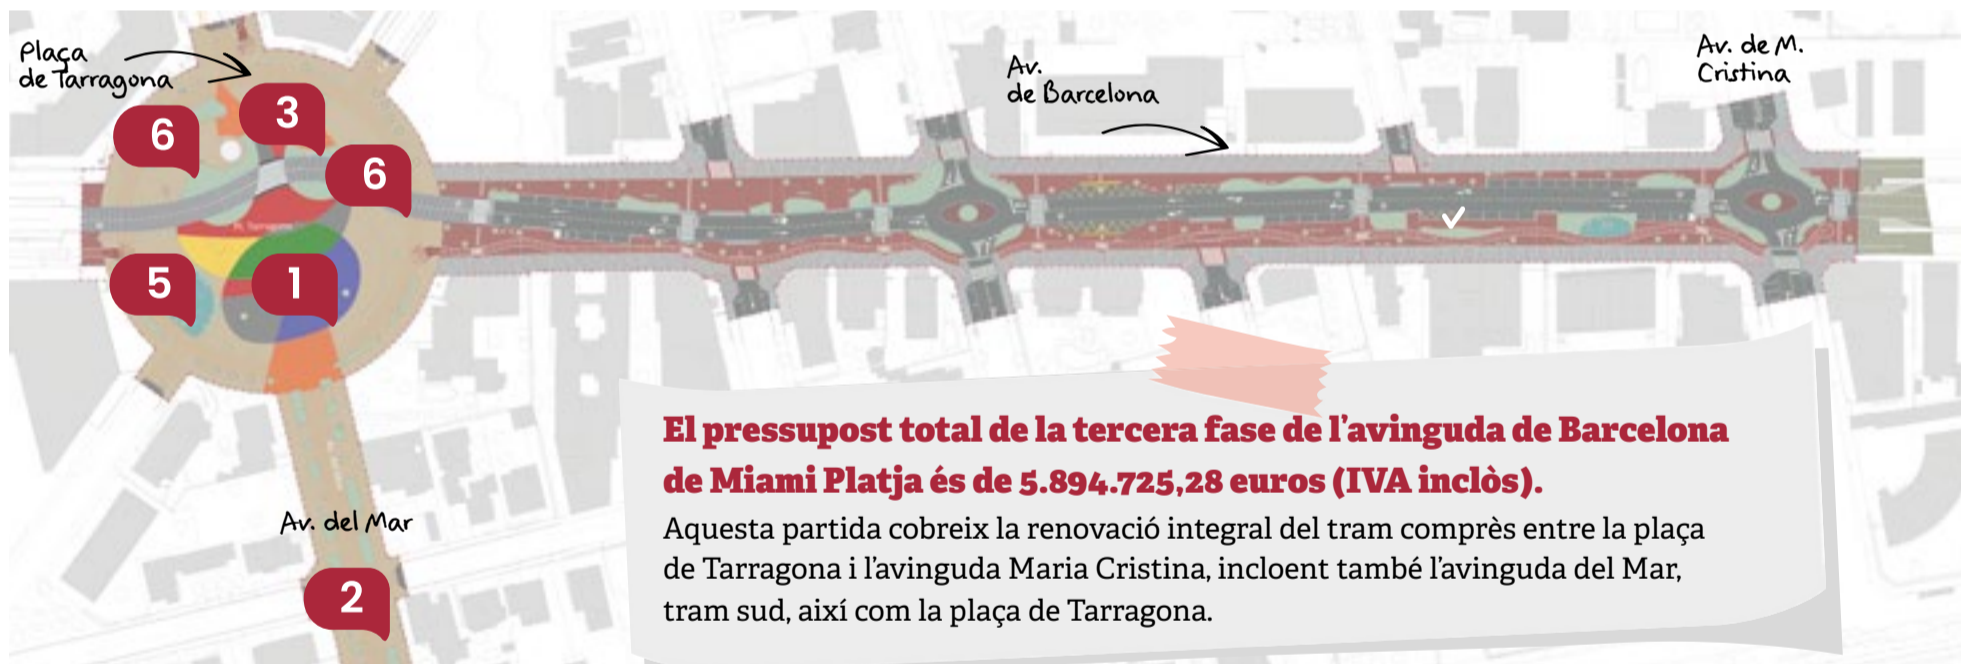 Plaça
de Tarragona
6
3
6
5
1
Av. del Mar
2
Av.
de Barcelona
Av. de M.
Cristina
El pressupost total de la tercera fase de l’avinguda de Barcelona
de Miami Platja és de 5.894.725,28 euros (IVA inclòs).
Aquesta partida cobreix la renovació integral del tram comprès entre la plaça
de Tarragona i l’avinguda Maria Cristina, incloent també l’avinguda del Mar,
tram sud, així com la plaça de Tarragona.